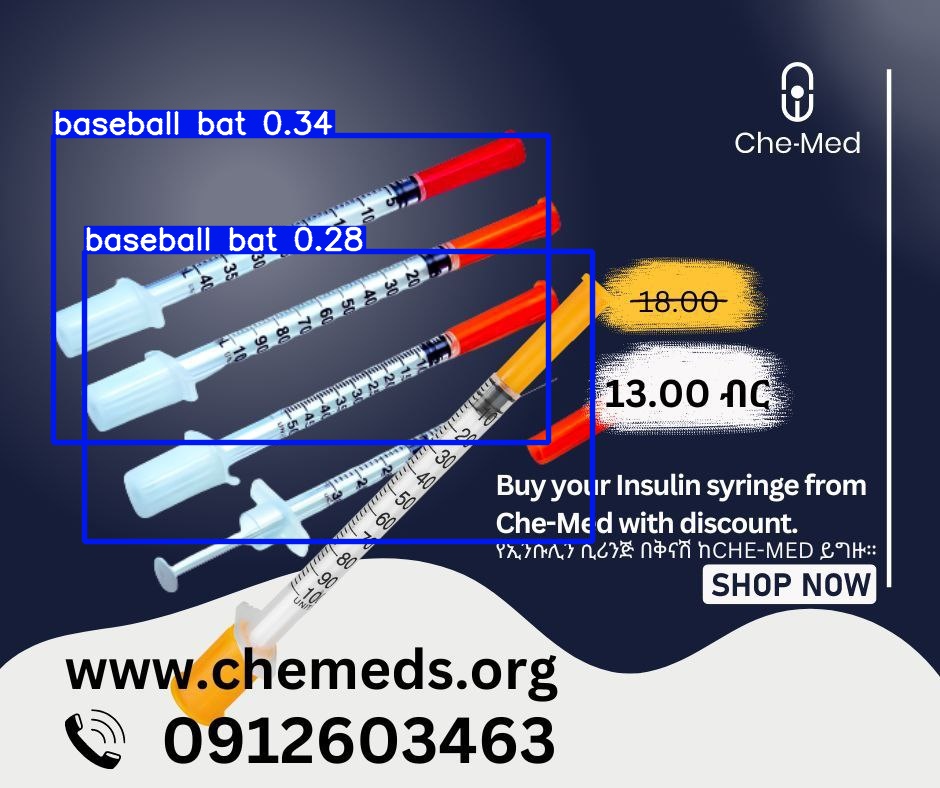 baseball bat 0.34
Che-Med
baseball bat 0.28
18.00
13.00 ብር
Buy your Insulin syringe from
Che-Med with discount.
የኢንሱሊን ሲሪንጅ በቅናሽ ከCHE-MED ይግዙ።
SHOP NOW
www.chemeds.org
0912603463